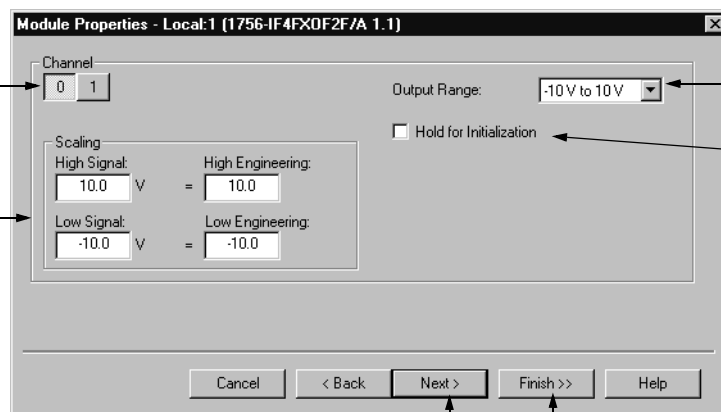 Module Properties - Local:1 (1756-IF4FXOF2F/A 1.1)
Channel
0 1
Output Range: -10 V to 10 V
Hold for Initialization
Scaling
High Signal: High Engineering:
10.0 V = 10.0
Low Signal: Low Engineering:
-10.0 V = -10.0
Cancel < Back Next > Finish >> Help